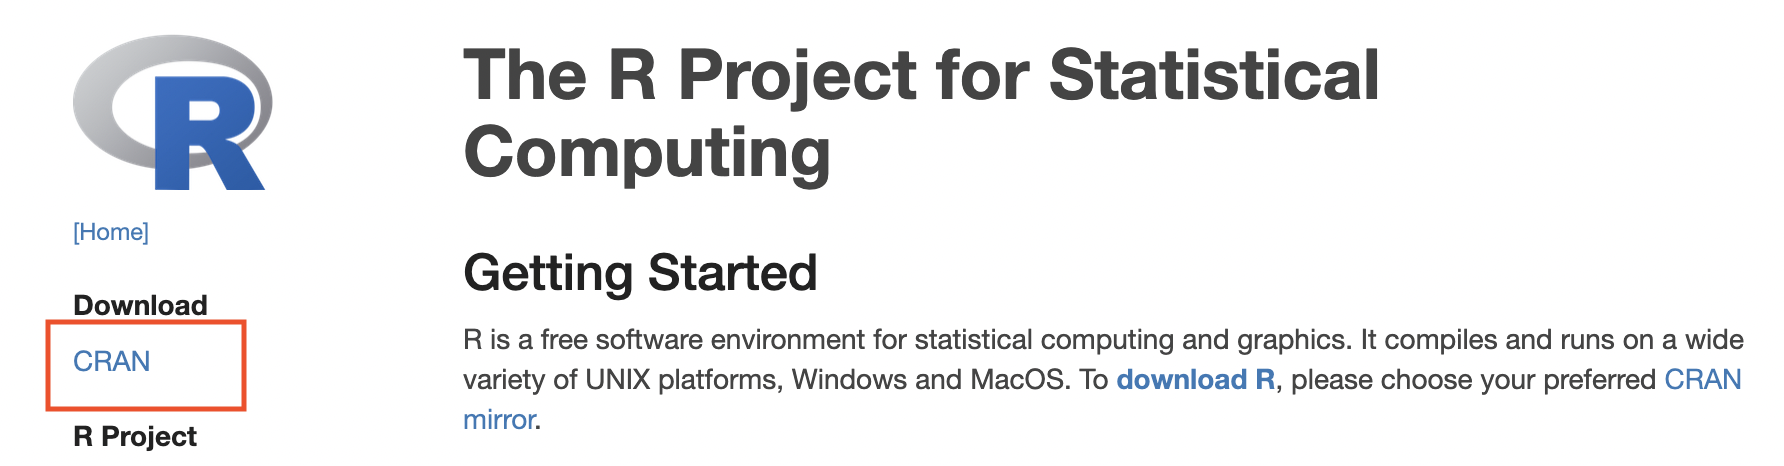 R
[Home]
Download
CRAN
R Project
The R Project for Statistical
Computing
Getting Started
R is a free software environment for statistical computing and graphics. It compiles and runs on a wide
variety of UNIX platforms, Windows and MacOS. To download R, please choose your preferred CRAN
mirror.